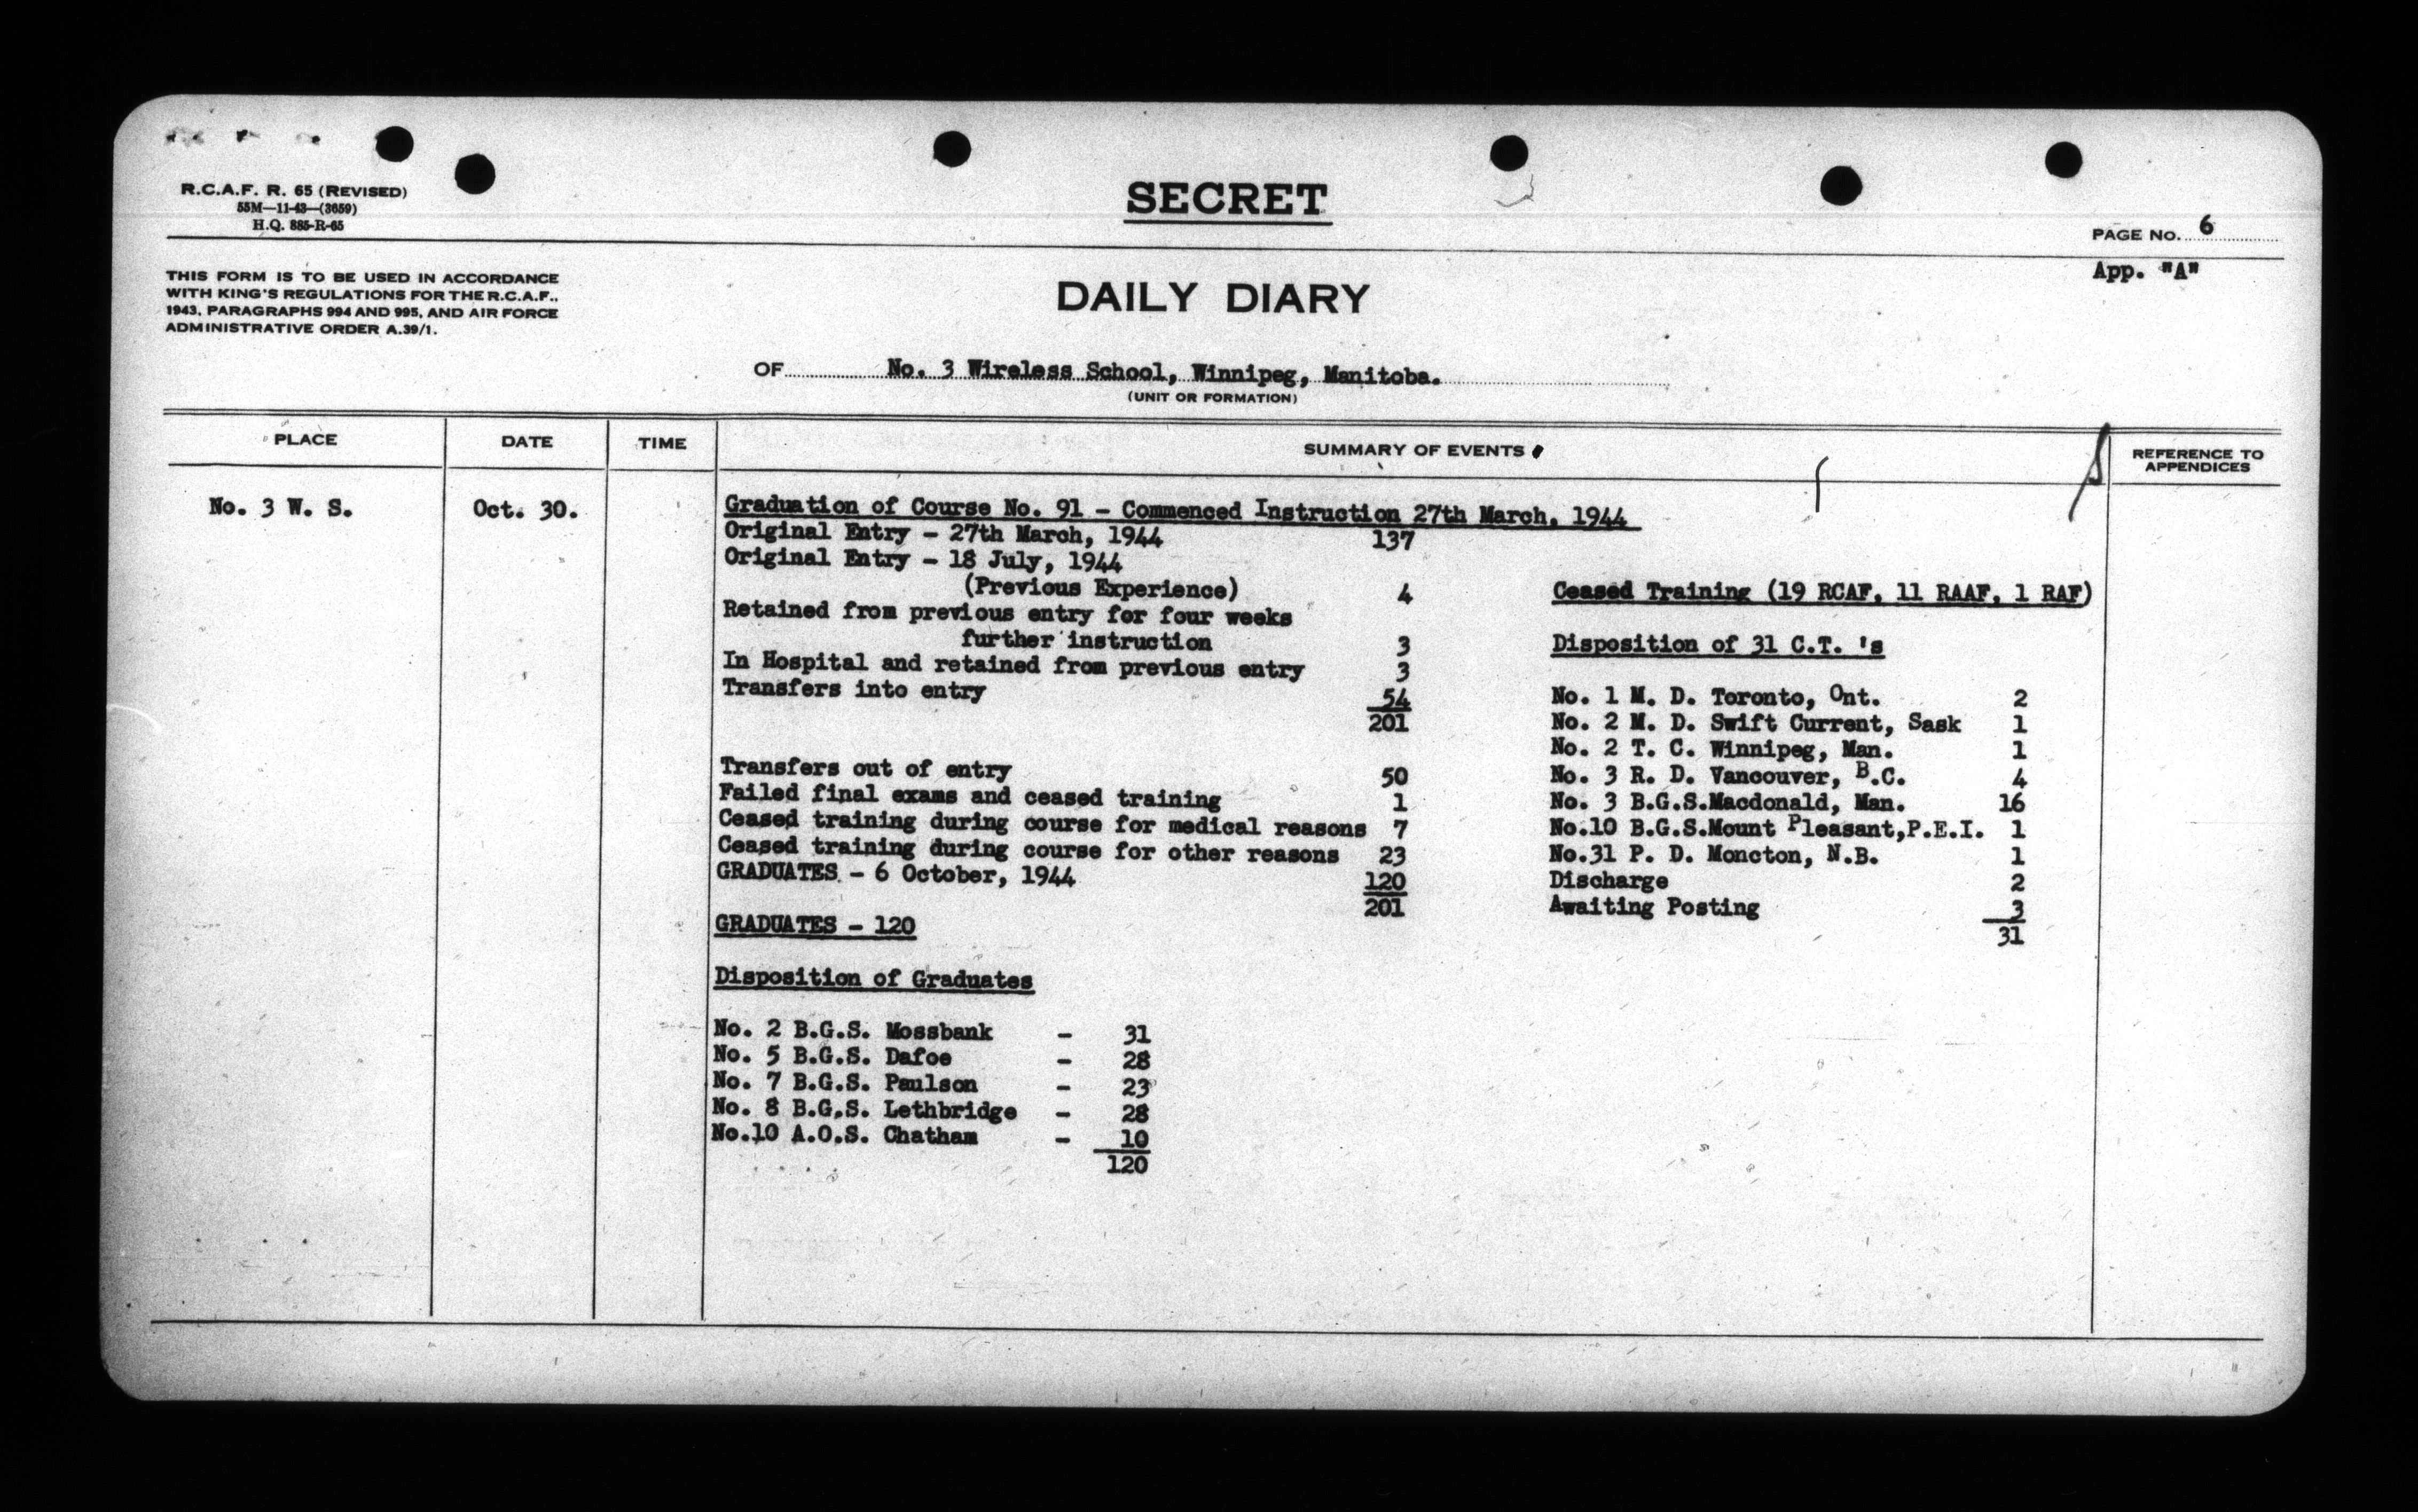 R.C.A.F. R. 65 (REVISED)
55M—11-43—(3659)
H.Q. 885-R-65
SECRET
PAGE No. 6
App. "A"
THIS FORM IS TO BE USED IN ACCORDANCE
WITH KING'S REGULATIONS FOR THE R.C.A.F.,
1943, PARAGRAPHS 994 AND 995, AND AIR FORCE
ADMINISTRATIVE ORDER A.39/1.
DAILY DIARY
OF No. 3 Wireless School, Winnipeg, Manitoba.
(UNIT OR FORMATION)
PLACE DATE TIME SUMMARY OF EVENTS REFERENCE TO APPENDICES
No. 3 W. S. Oct. 30. Graduation of Course No. 91 - Commenced Instruction 27th March, 1944
Original Entry - 27th March, 1944 137
Original Entry - 18 July, 1944
(Previous Experience) 4
Retained from previous entry for four weeks
further instruction 3
In Hospital and retained from previous entry 3
Transfers into entry 54
201
Transfers out of entry 50
Failed final exams and ceased training 1
Ceased training during course for medical reasons 7
Ceased training during course for other reasons 23
GRADUATES - 6 October, 1944 120
201
GRADUATES - 120
Disposition of Graduates
No. 2 B.G.S. Mossbank - 31
No. 5 B.G.S. Dafoe - 28
No. 7 B.G.S. Paulson - 23
No. 8 B.G.S. Lethbridge - 28
No.10 A.O.S. Chatham - 10
120
Ceased Training (19 RCAF, 11 RAAF, 1 RAF)
Disposition of 31 C.T. 's
No. 1 M. D. Toronto, Ont. 2
No. 2 M. D. Swift Current, Sask 1
No. 2 T. C. Winnipeg, Man. 1
No. 3 R. D. Vancouver, B.C. 4
No. 3 B.G.S.Macdonald, Man. 16
No.10 B.G.S.Mount Pleasant,P.E.I. 1
No.31 P. D. Moncton, N.B. 1
Discharge 2
Awaiting Posting 3
31